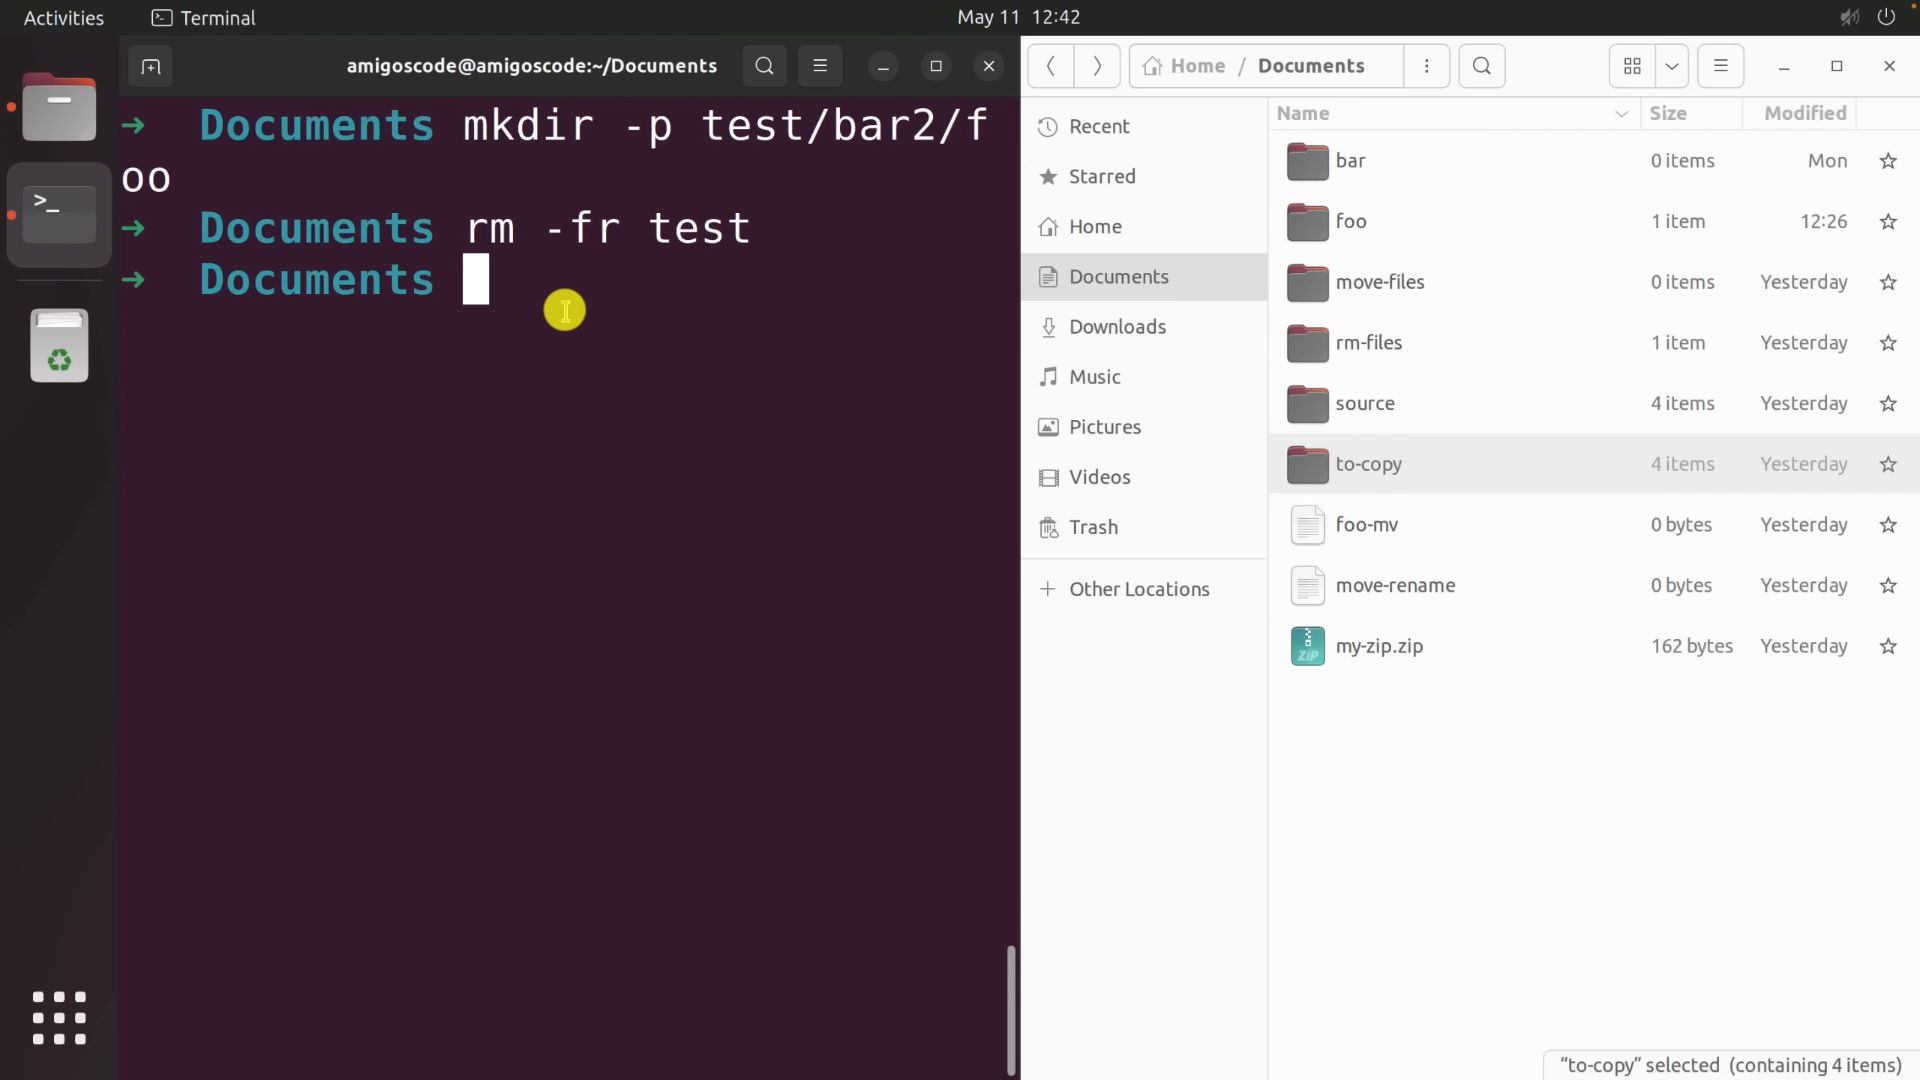 Activities
Terminal
May 11 12:42
amigoscode@amigoscode:~/Documents
→ Documents mkdir -p test/bar2/f
oo
→ Documents rm -fr test
→ Documents
Home / Documents
Recent
Starred
Home
Documents
Downloads
Music
Pictures
Videos
Trash
+ Other Locations
Name Size Modified
bar 0 items Mon
foo 1 item 12:26
move-files 0 items Yesterday
rm-files 1 item Yesterday
source 4 items Yesterday
to-copy 4 items Yesterday
foo-mv 0 bytes Yesterday
move-rename 0 bytes Yesterday
ZIP my-zip.zip 162 bytes Yesterday
“to-copy” selected (containing 4 items)